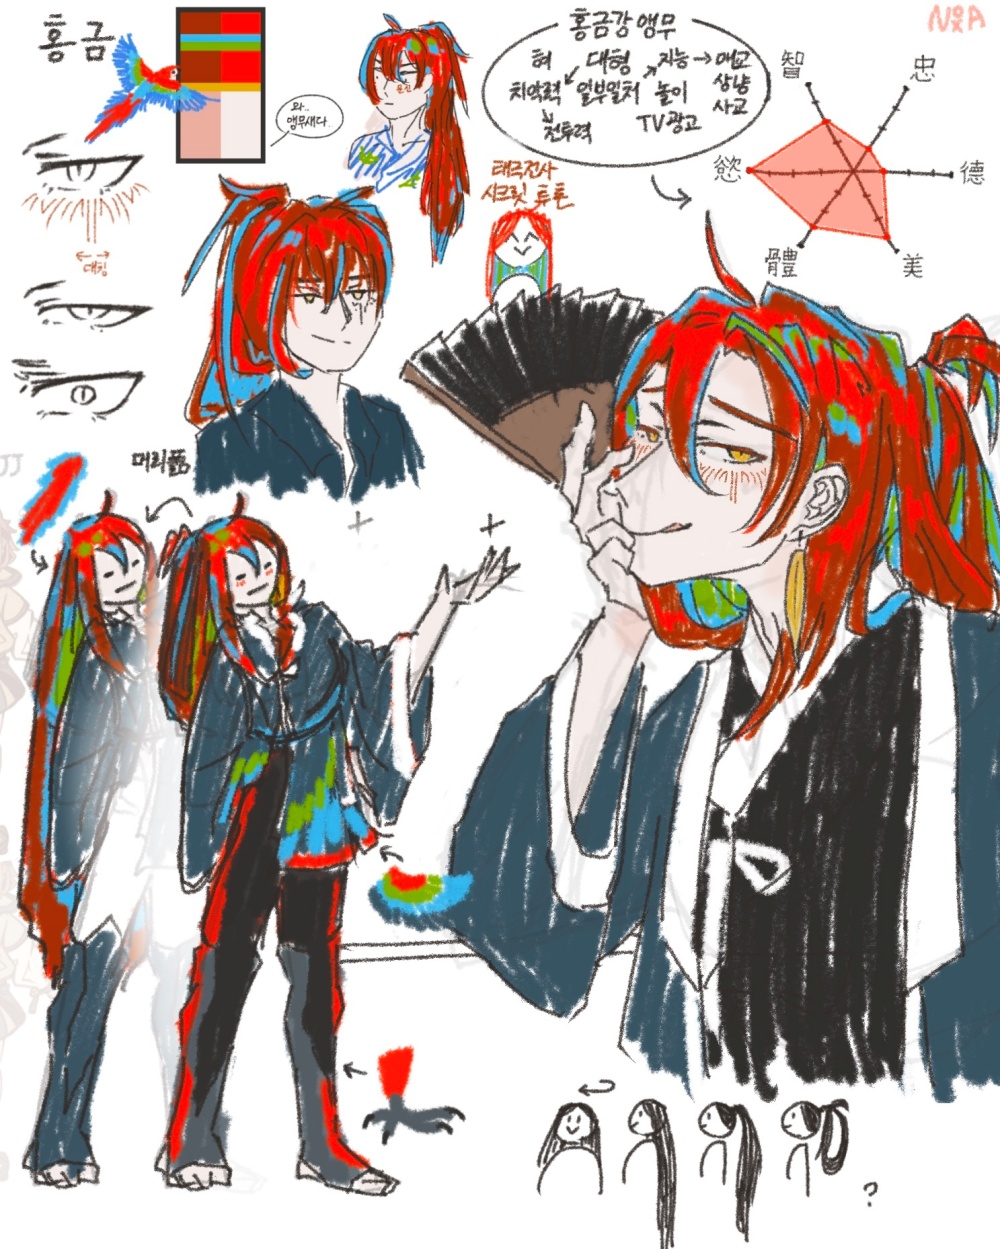 홍금
와..
앵무새다..
문신
홍금강앵무
혀 대형 지능→애교
상냥
사교
치악력 일부일처 놀이
전투력 TV광고
태극전사
시크릿 투톤
N
A
智 忠
慾 德
體 美
대칭
머리 풂
?